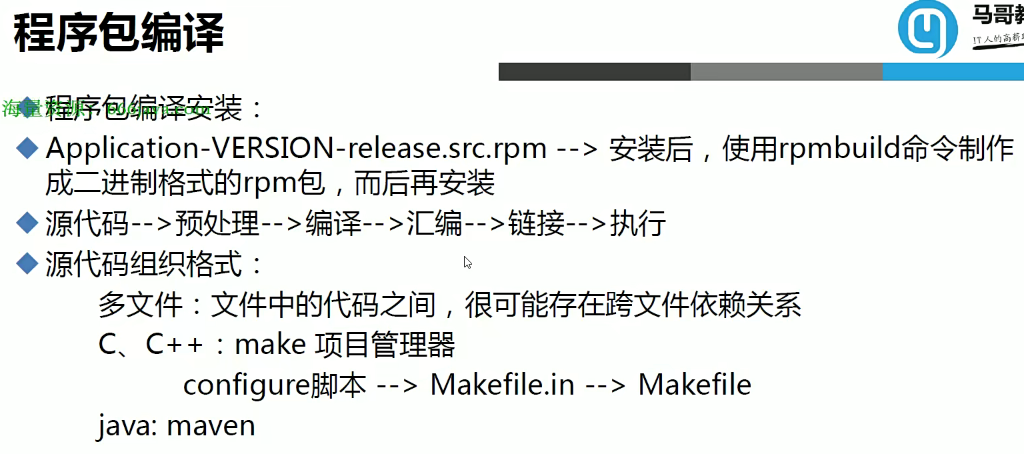 程序包编译
马哥教
IT人的高薪
程序包编译安装：
Application-VERSION-release.src.rpm --> 安装后，使用rpmbuild命令制作
成二进制格式的rpm包，而后再安装
源代码-->预处理-->编译-->汇编-->链接-->执行
源代码组织格式：
多文件：文件中的代码之间，很可能存在跨文件依赖关系
C、C++：make 项目管理器
configure脚本 --> Makefile.in --> Makefile
java: maven